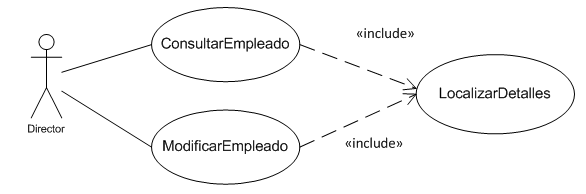 ConsultarEmpleado
«include»
LocalizarDetalles
Director
ModificarEmpleado
«include»